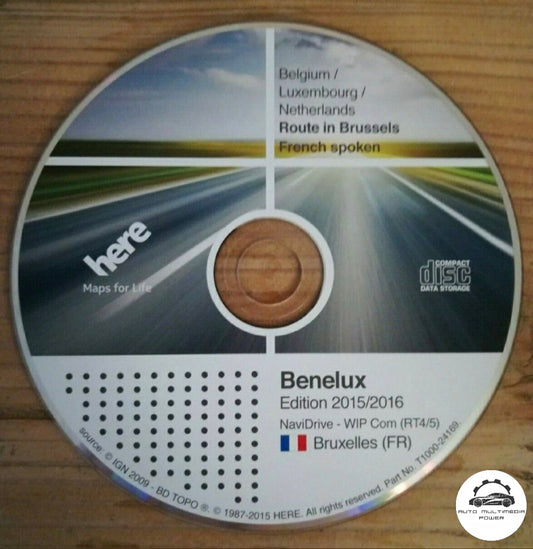 Belgium /
Luxembourg /
Netherlands
Route in Brussels
French spoken
here
Maps for Life
COMPACT
disc
DATA STORAGE
Benelux
Edition 2015/2016
NaviDrive - WIP Com (RT4/5)
Bruxelles (FR)
source: © IGN 2009 - BD TOPO ®. © 1987-2015 HERE. All rights reserved. Part No. T1000-24169.
AUTO MULTIMEDIA
POWER